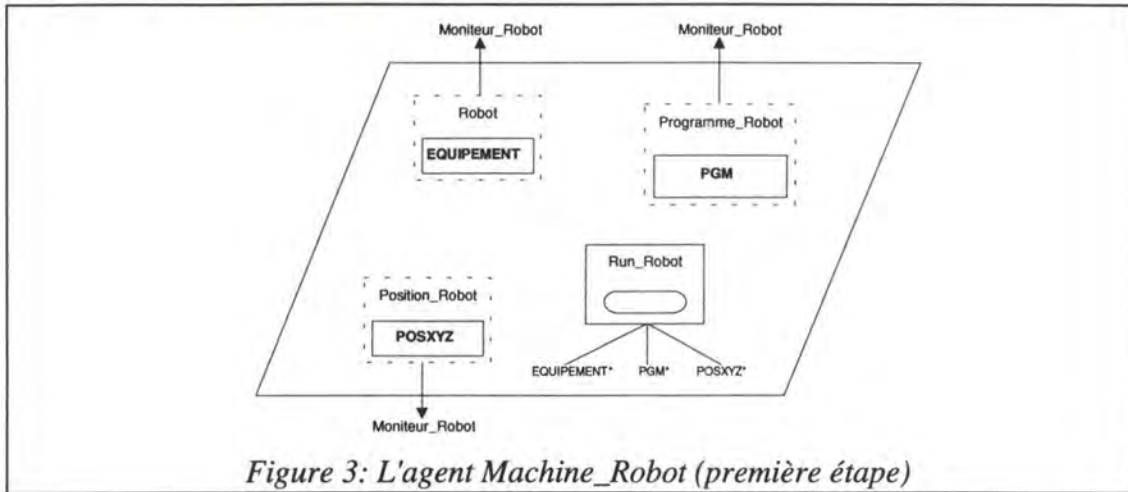 Moniteur_Robot
Moniteur_Robot
Robot
EQUIPEMENT
Programme_Robot
PGM
Run_Robot
Position_Robot
POSXYZ
EQUIPEMENT*
PGM*
POSXYZ*
Moniteur_Robot
Figure 3: L'agent Machine_Robot (première étape)